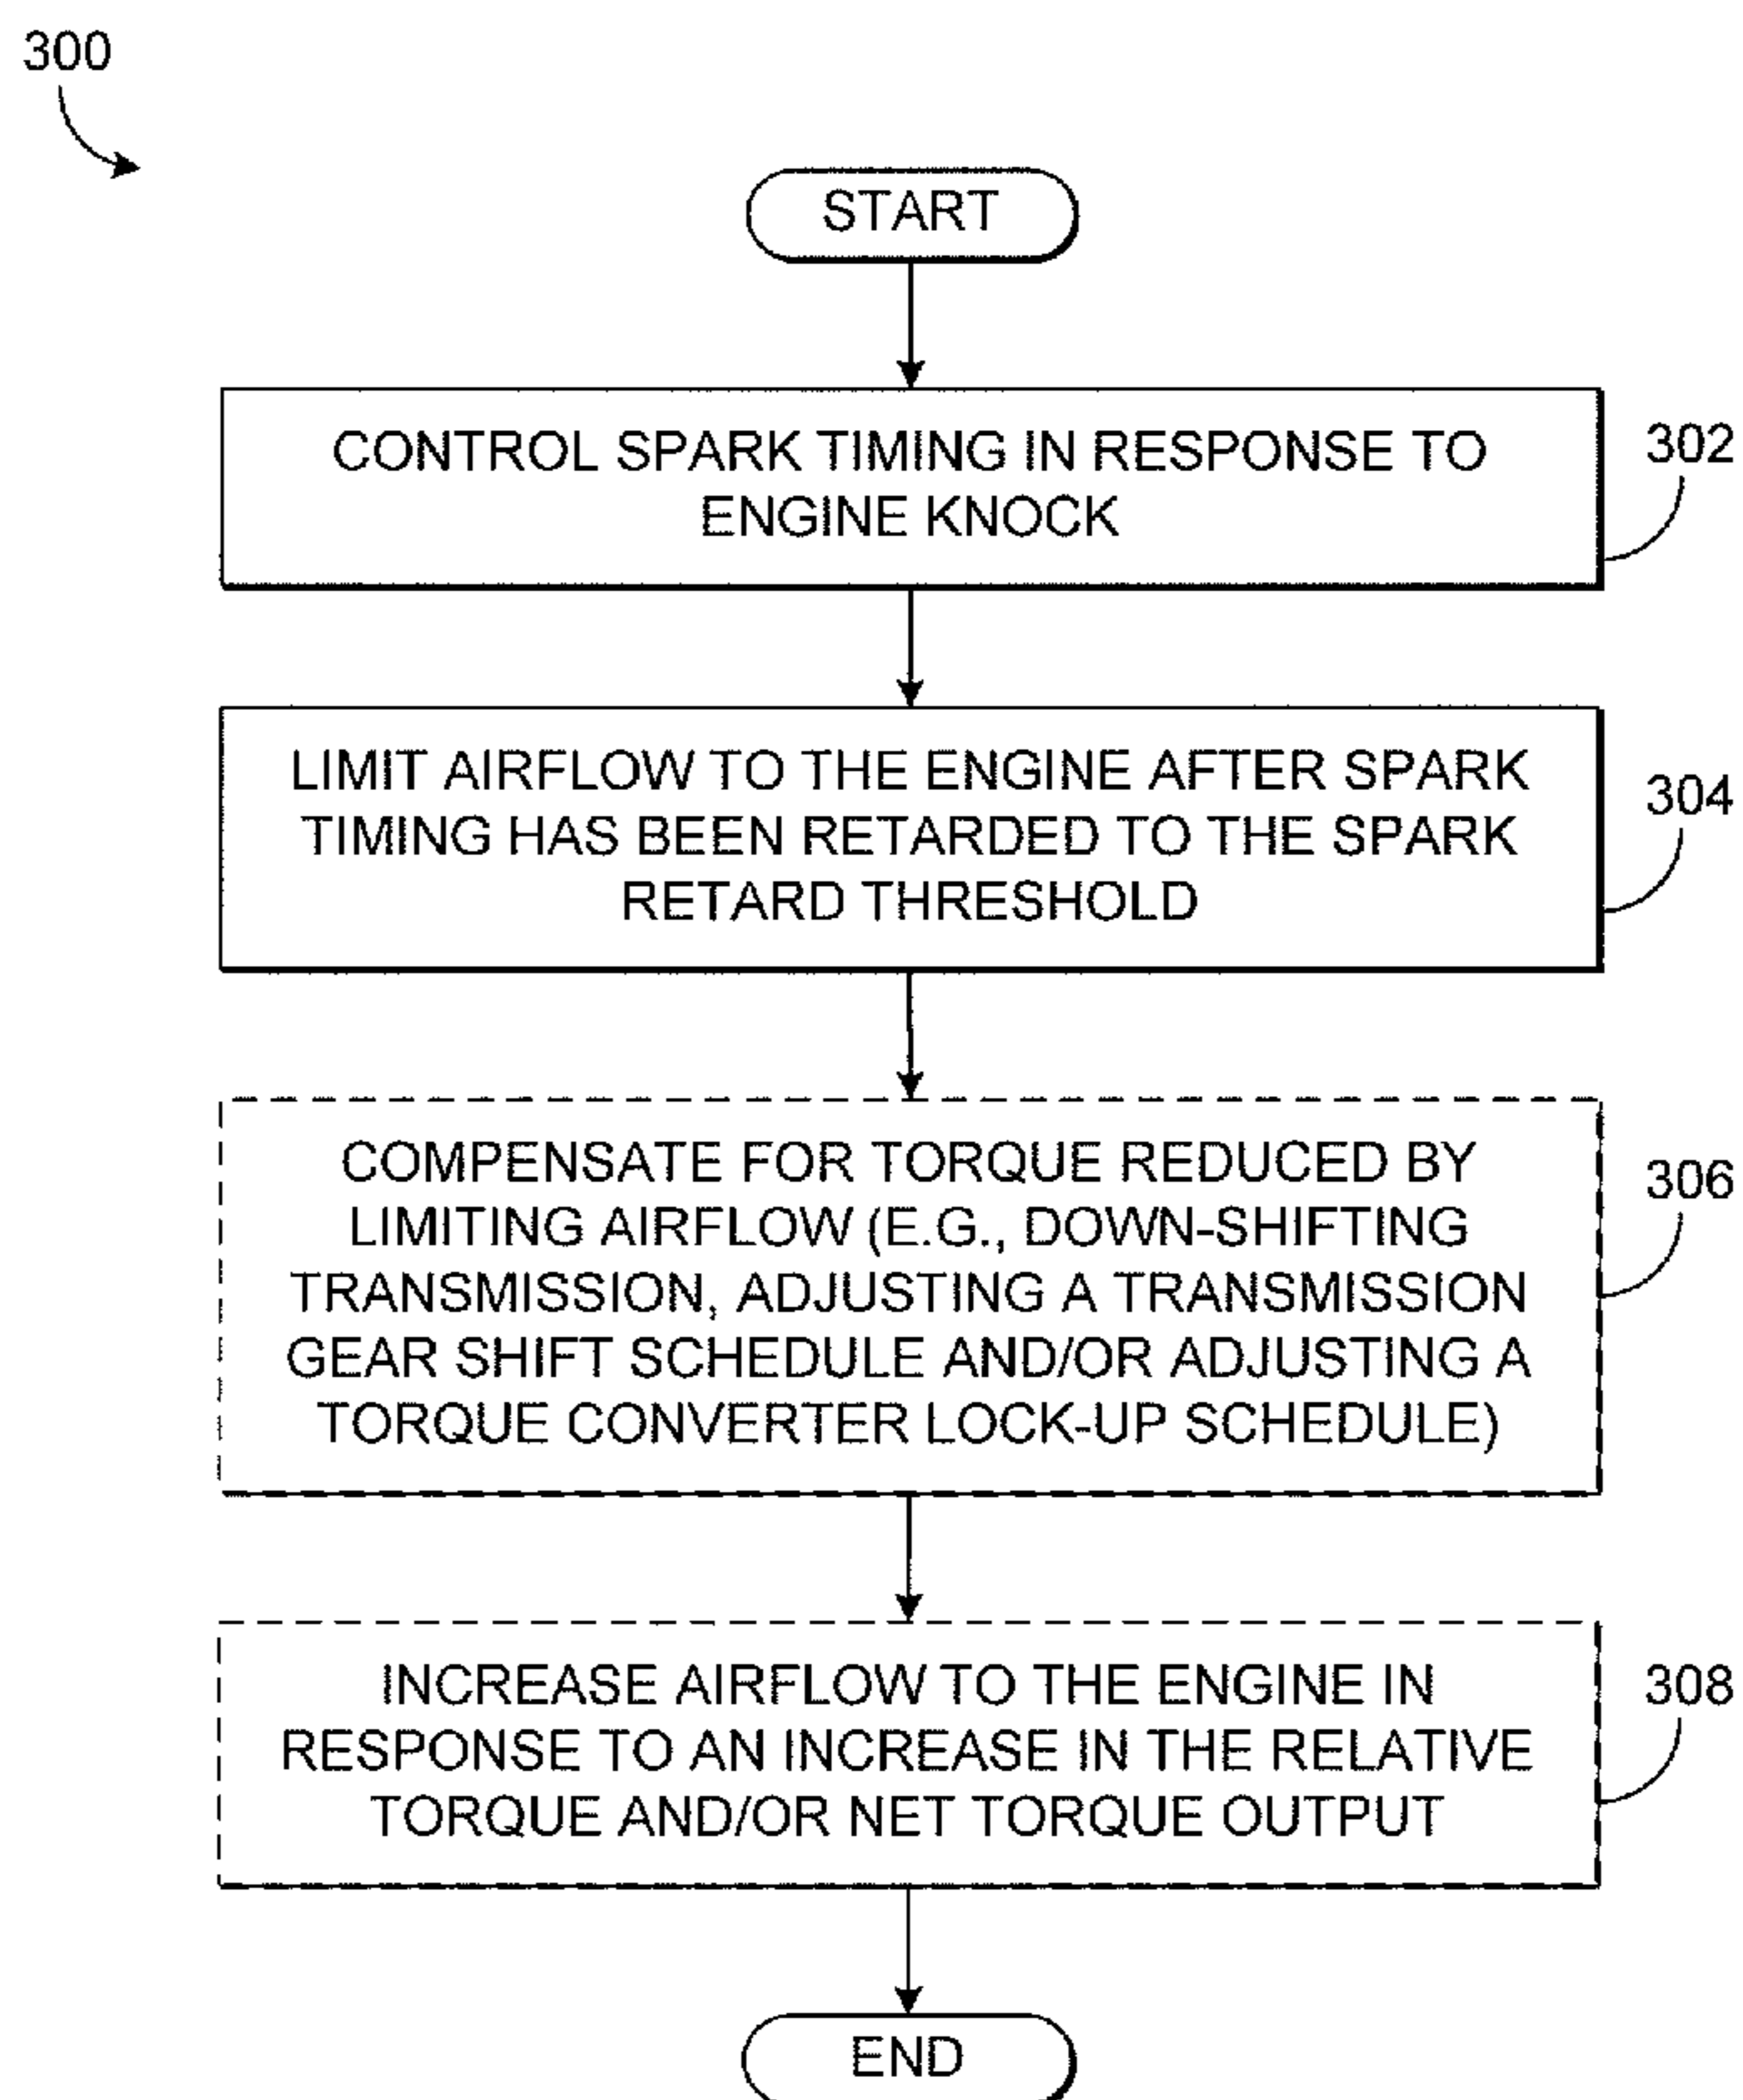 300
START
CONTROL SPARK TIMING IN RESPONSE TO
ENGINE KNOCK
302
LIMIT AIRFLOW TO THE ENGINE AFTER SPARK
TIMING HAS BEEN RETARDED TO THE SPARK
RETARD THRESHOLD
304
COMPENSATE FOR TORQUE REDUCED BY
LIMITING AIRFLOW (E.G., DOWN-SHIFTING
TRANSMISSION, ADJUSTING A TRANSMISSION
GEAR SHIFT SCHEDULE AND/OR ADJUSTING A
TORQUE CONVERTER LOCK-UP SCHEDULE)
306
INCREASE AIRFLOW TO THE ENGINE IN
RESPONSE TO AN INCREASE IN THE RELATIVE
TORQUE AND/OR NET TORQUE OUTPUT
308
END